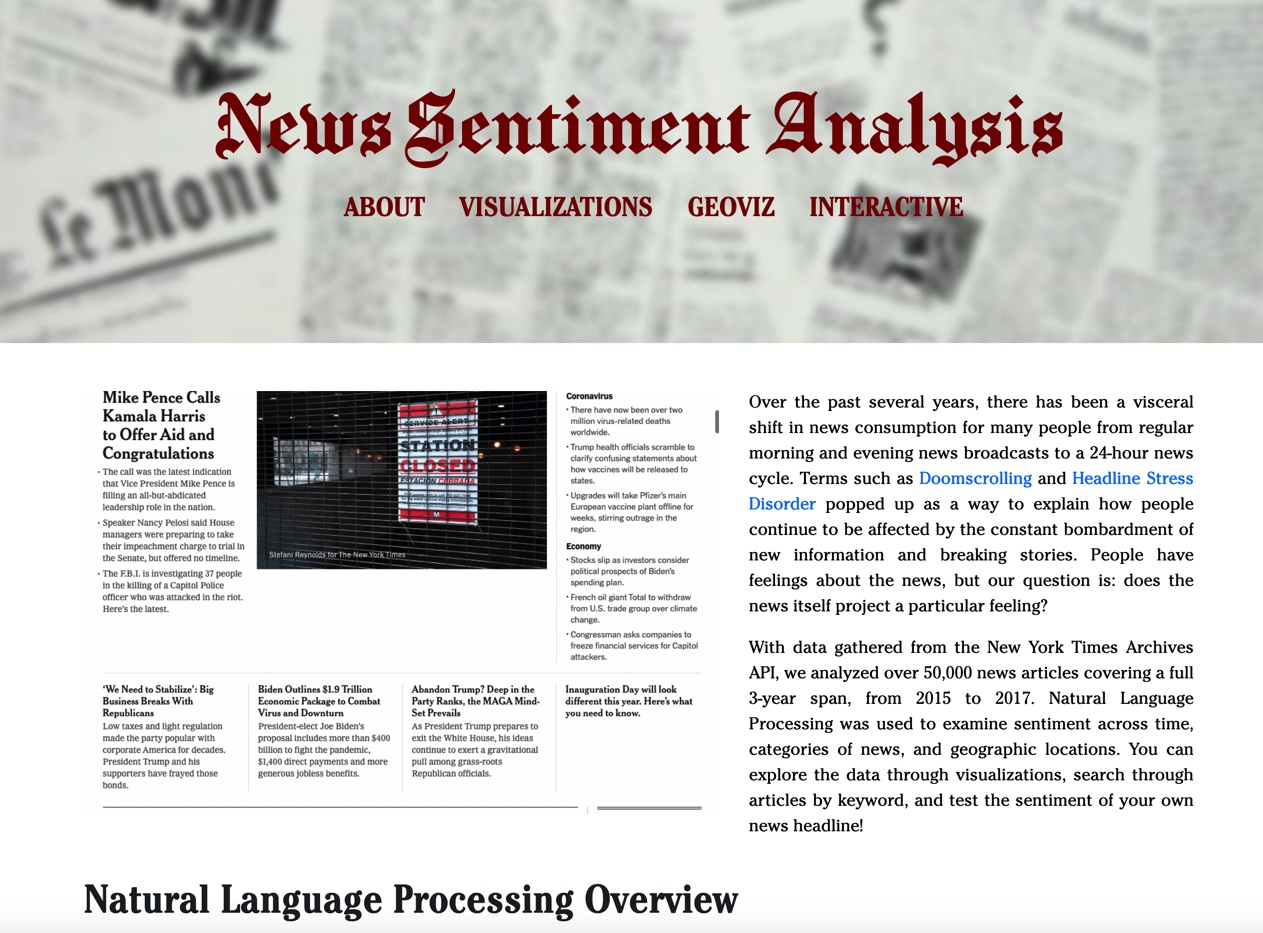 News Sentiment Analysis
Le Mon
ABOUT VISUALIZATIONS GEOVIZ INTERACTIVE
Mike Pence Calls
Kamala Harris
to Offer Aid and
Congratulations
• The call was the latest indication
that Vice President Mike Pence is
filling an all-but-abdicated
leadership role in the nation.
• Speaker Nancy Pelosi said House
managers were preparing to take
their impeachment charge to trial in
the Senate, but offered no timeline.
• The F.B.I. is investigating 37 people
in the killing of a Capitol Police
officer who was attacked in the riot.
Here's the latest.
SERVICE ALERT
STATION
CLOSED
ESTACIÓN CERRADA
M
Stefani Reynolds for The New York Times
Coronavirus
• There have now been over two
million virus-related deaths
worldwide.
• Trump health officials scramble to
clarify confusing statements about
how vaccines will be released to
states.
• Upgrades will take Pfizer's main
European vaccine plant offline for
weeks, stirring outrage in the
region.
Economy
• Stocks slip as investors consider
political prospects of Biden's
spending plan.
• French oil giant Total to withdraw
from U.S. trade group over climate
change.
• Congressman asks companies to
freeze financial services for Capitol
attackers.
‘We Need to Stabilize’: Big
Business Breaks With
Republicans
Low taxes and light regulation
made the party popular with
corporate America for decades.
President Trump and his
supporters have frayed those
bonds.
Biden Outlines $1.9 Trillion
Economic Package to Combat
Virus and Downturn
President-elect Joe Biden's
proposal includes more than $400
billion to fight the pandemic,
$1,400 direct payments and more
generous jobless benefits.
Abandon Trump? Deep in the
Party Ranks, the MAGA Mind-
Set Prevails
As President Trump prepares to
exit the White House, his ideas
continue to exert a gravitational
pull among grass-roots
Republican officials.
Inauguration Day will look
different this year. Here's what
you need to know.
Over the past several years, there has been a visceral
shift in news consumption for many people from regular
morning and evening news broadcasts to a 24-hour news
cycle. Terms such as Doomscrolling and Headline Stress
Disorder popped up as a way to explain how people
continue to be affected by the constant bombardment of
new information and breaking stories. People have
feelings about the news, but our question is: does the
news itself project a particular feeling?
With data gathered from the New York Times Archives
API, we analyzed over 50,000 news articles covering a full
3-year span, from 2015 to 2017. Natural Language
Processing was used to examine sentiment across time,
categories of news, and geographic locations. You can
explore the data through visualizations, search through
articles by keyword, and test the sentiment of your own
news headline!
Natural Language Processing Overview